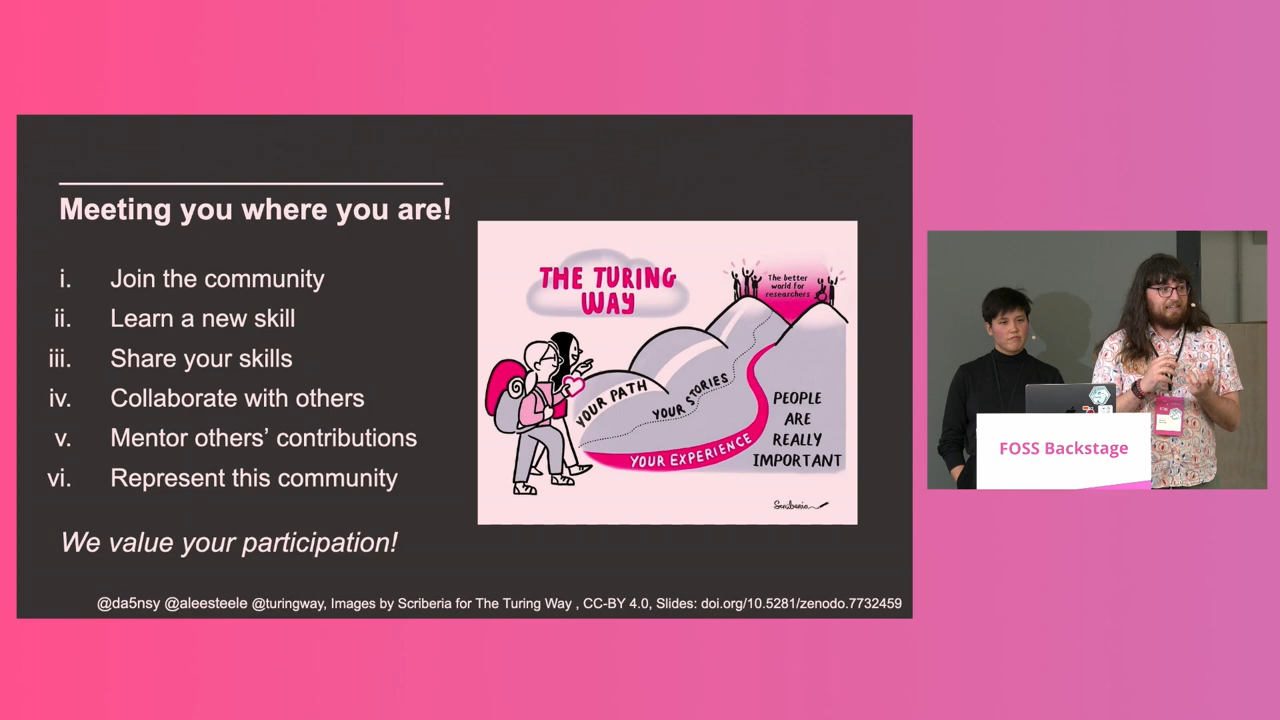 Meeting you where you are!
i. Join the community
ii. Learn a new skill
iii. Share your skills
iv. Collaborate with others
v. Mentor others’ contributions
vi. Represent this community
We value your participation!
THE TURING
WAY
The better
world for
researchers
YOUR PATH
YOUR STORIES
YOUR EXPERIENCE
PEOPLE
ARE
REALLY
IMPORTANT
Scriberia
@da5nsy @aleesteele @turingway, Images by Scriberia for The Turing Way , CC-BY 4.0, Slides: doi.org/10.5281/zenodo.7732459
FOSS Backstage